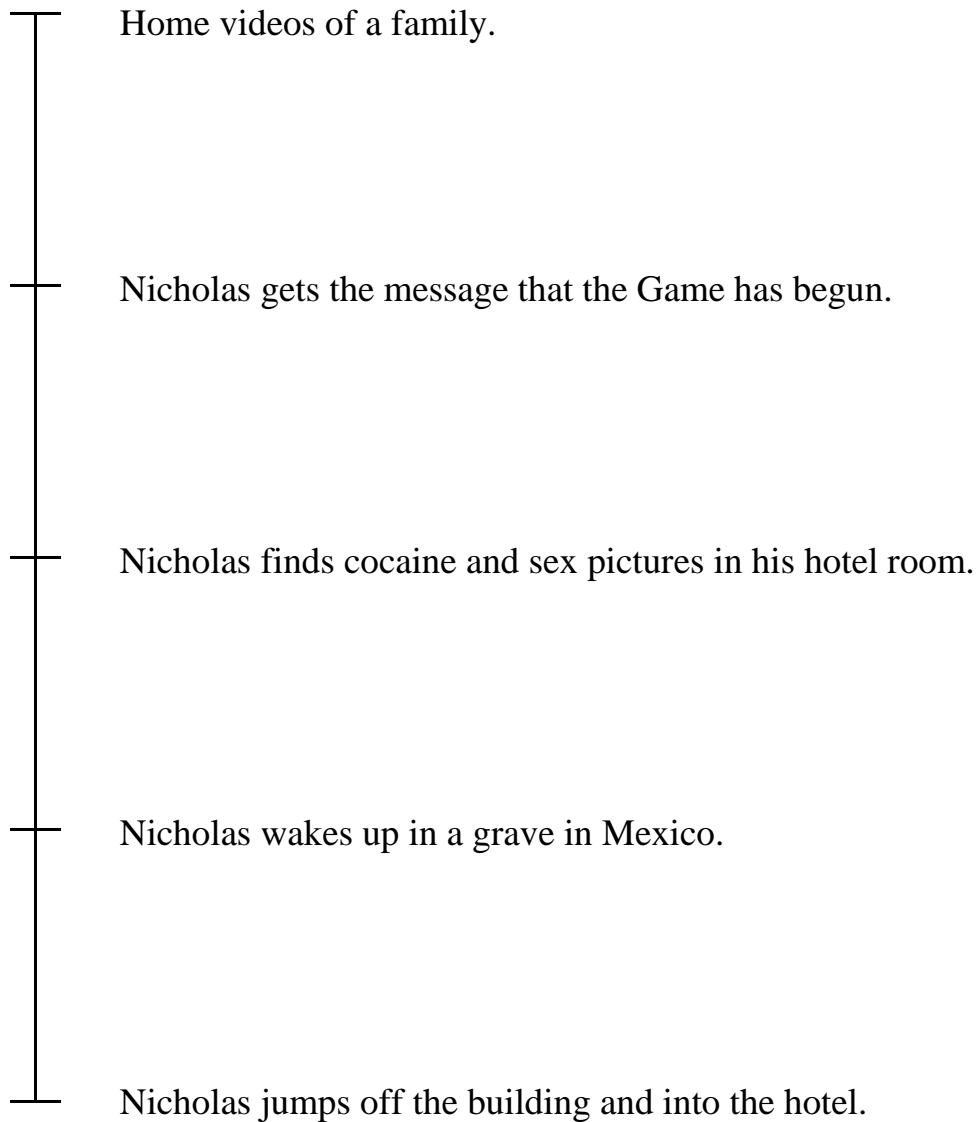 Home videos of a family.
Nicholas gets the message that the Game has begun.
Nicholas finds cocaine and sex pictures in his hotel room.
Nicholas wakes up in a grave in Mexico.
Nicholas jumps off the building and into the hotel.